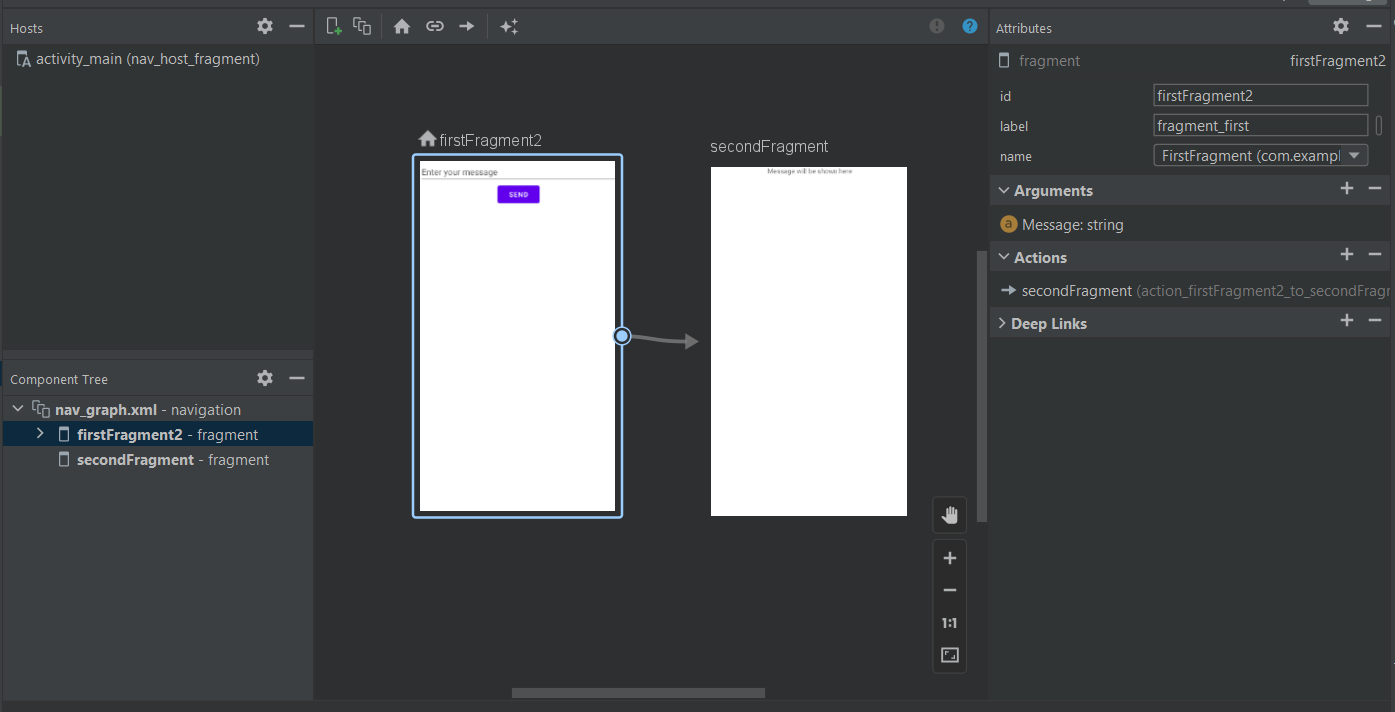 Hosts
activity_main (nav_host_fragment)
Component Tree
nav_graph.xml - navigation
firstFragment2 - fragment
secondFragment - fragment
firstFragment2
Enter your message
SEND
secondFragment
Message will be shown here
1:1
Attributes
fragment firstFragment2
id firstFragment2
label fragment_first
name FirstFragment (com.exampl
Arguments
a Message: string
Actions
secondFragment (action_firstFragment2_to_secondFragr
Deep Links